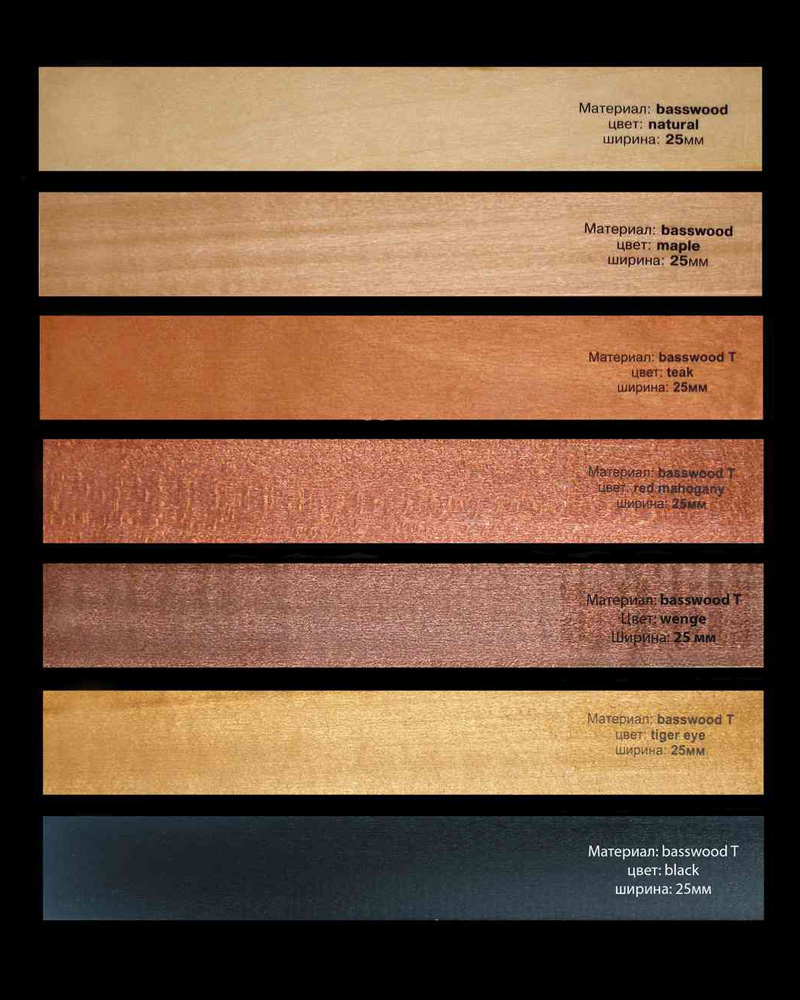 Материал: basswood
цвет: natural
ширина: 25мм
Материал: basswood
цвет: maple
ширина: 25мм
Материал: basswood T
цвет: teak
ширина: 25мм
Материал: basswood T
цвет: red mahogany
ширина: 25мм
Материал: basswood T
Цвет: wenge
Ширина: 25 мм
Материал: basswood T
цвет: tiger eye
ширина: 25мм
Материал: basswood T
цвет: black
ширина: 25мм